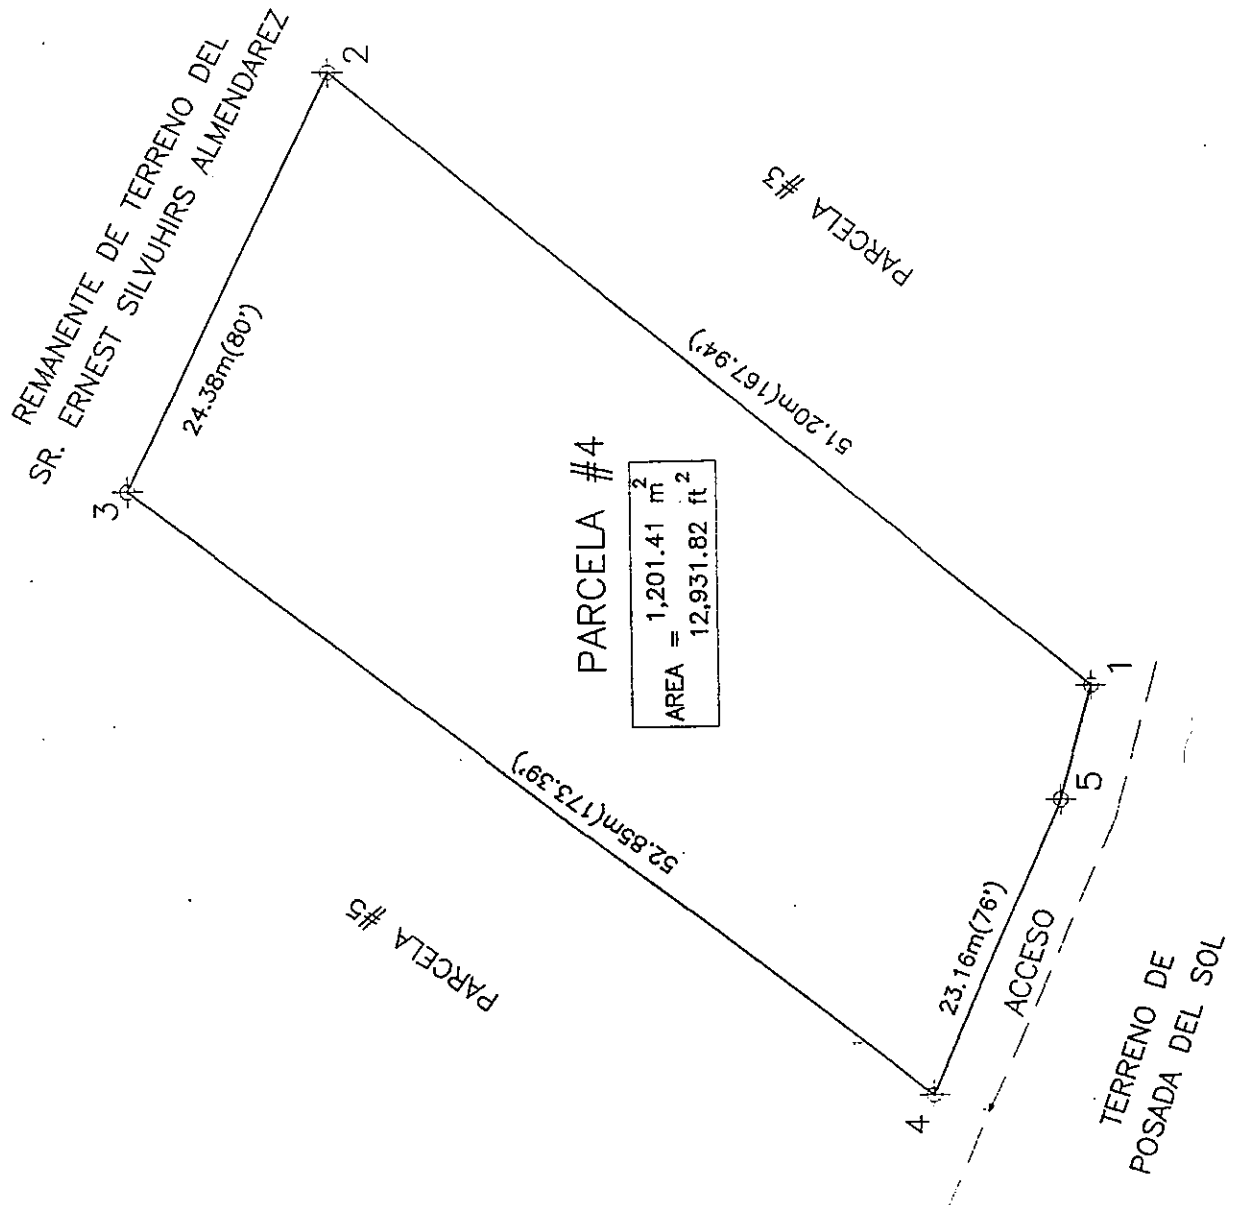 REMANENTE DE TERRENO DEL
SR. ERNEST SILVUHIRS ALMENDAREZ
2
3
24.38m(80')
PARCELA #3
51.20m(167.94')
PARCELA #4
AREA = 1,201.41 m2
12,931.82 ft2
52.85m(173.39')
PARCELA #5
1
5
23.16m(76')
4
ACCESO
TERRENO DE
POSADA DEL SOL